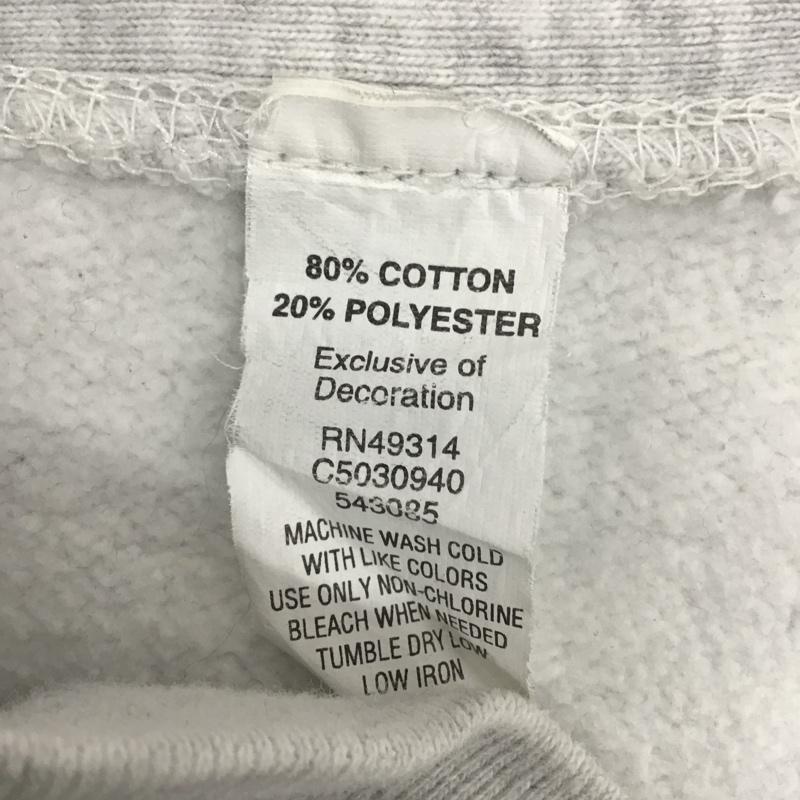 80% COTTON
20% POLYESTER
Exclusive of
Decoration
RN49314
C5030940
543085
MACHINE WASH COLD
WITH LIKE COLORS
USE ONLY NON-CHLORINE
BLEACH WHEN NEEDED
TUMBLE DRY LOW
LOW IRON